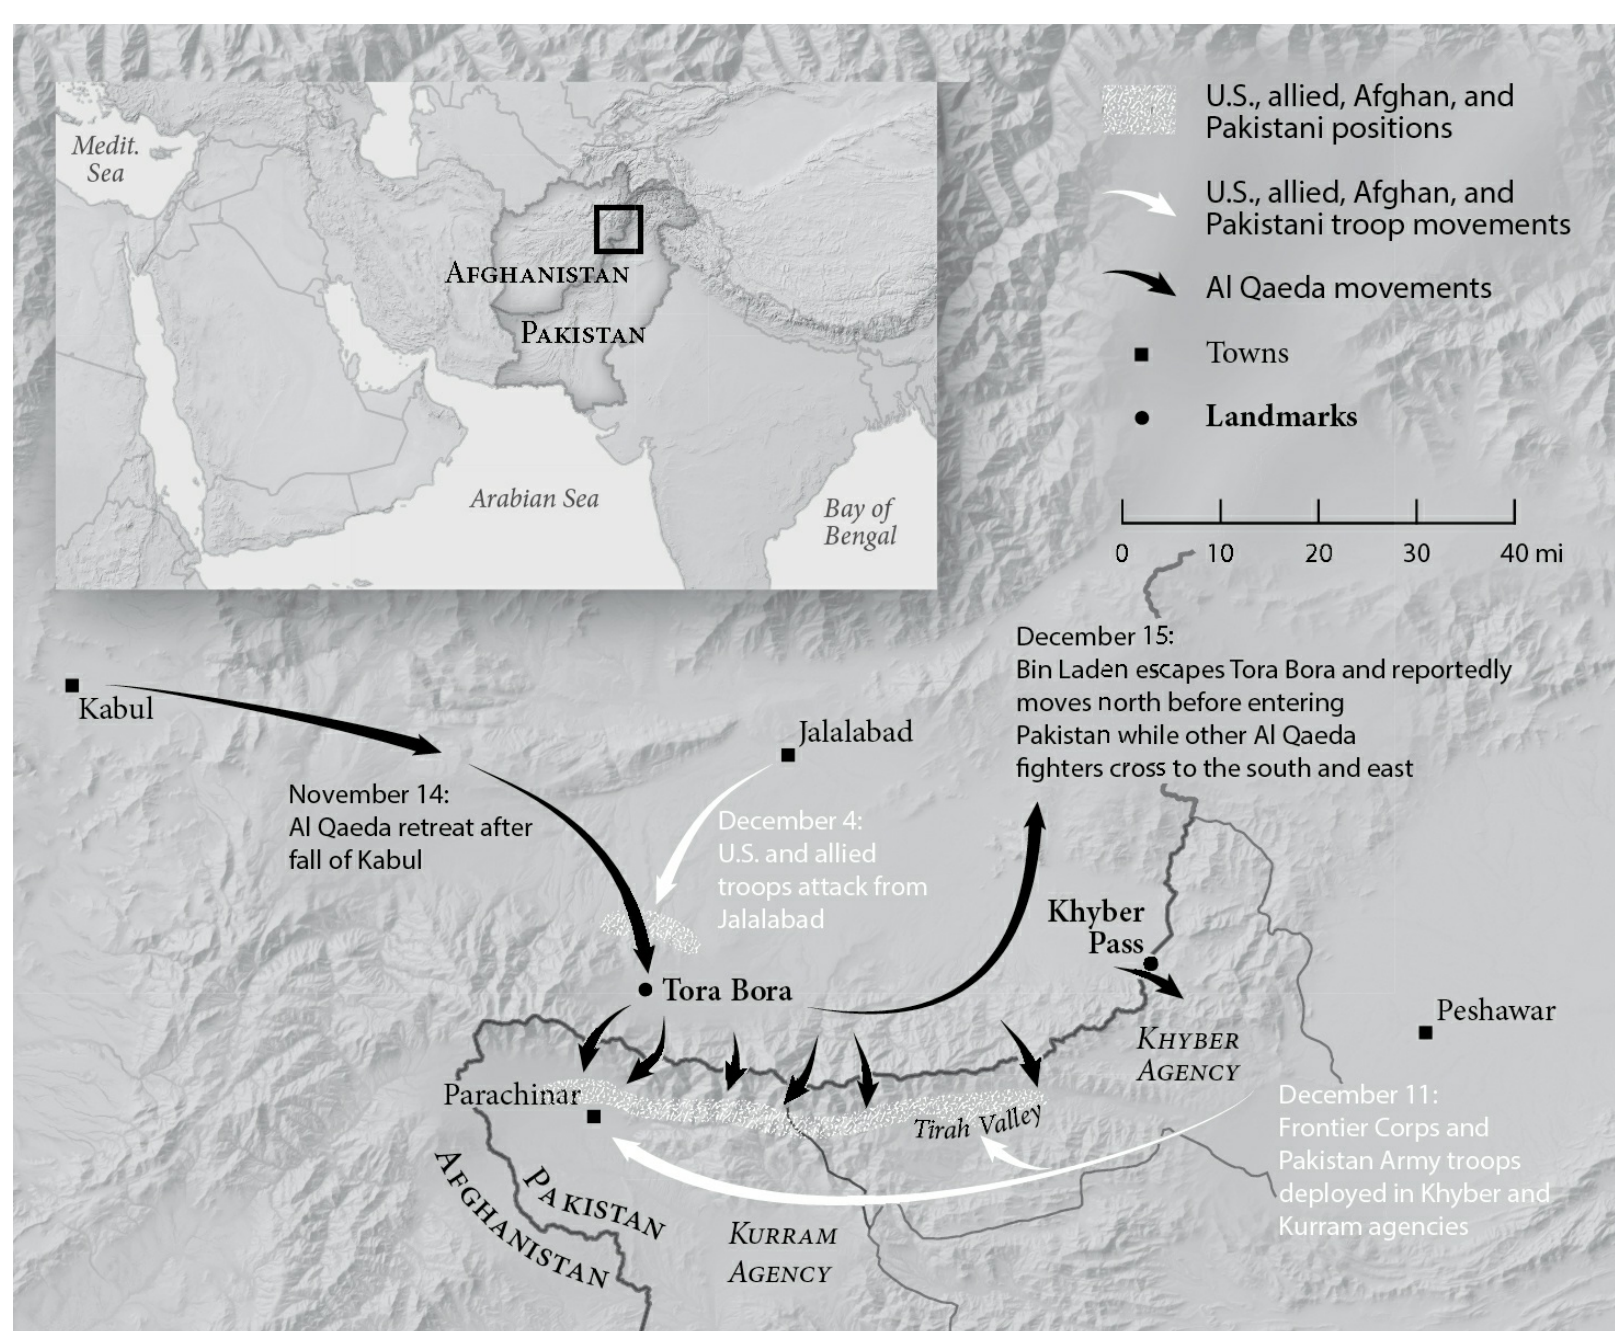 Medit.
Sea
AFGHANISTAN
PAKISTAN
Arabian Sea
Bay of
Bengal
U.S., allied, Afghan, and
Pakistani positions
U.S., allied, Afghan, and
Pakistani troop movements
Al Qaeda movements
Towns
Landmarks
0 10 20 30 40 mi
December 15:
Bin Laden escapes Tora Bora and reportedly
moves north before entering
Pakistan while other Al Qaeda
fighters cross to the south and east
Kabul
Jalalabad
November 14:
Al Qaeda retreat after
fall of Kabul
December 4:
U.S. and allied
troops attack from
Jalalabad
Khyber
Pass
Tora Bora
Peshawar
KHYBER
AGENCY
Parachinar
Tirah Valley
December 11:
Frontier Corps and
Pakistan Army troops
deployed in Khyber and
Kurram agencies
PAKISTAN
AFGHANISTAN
KURRAM
AGENCY